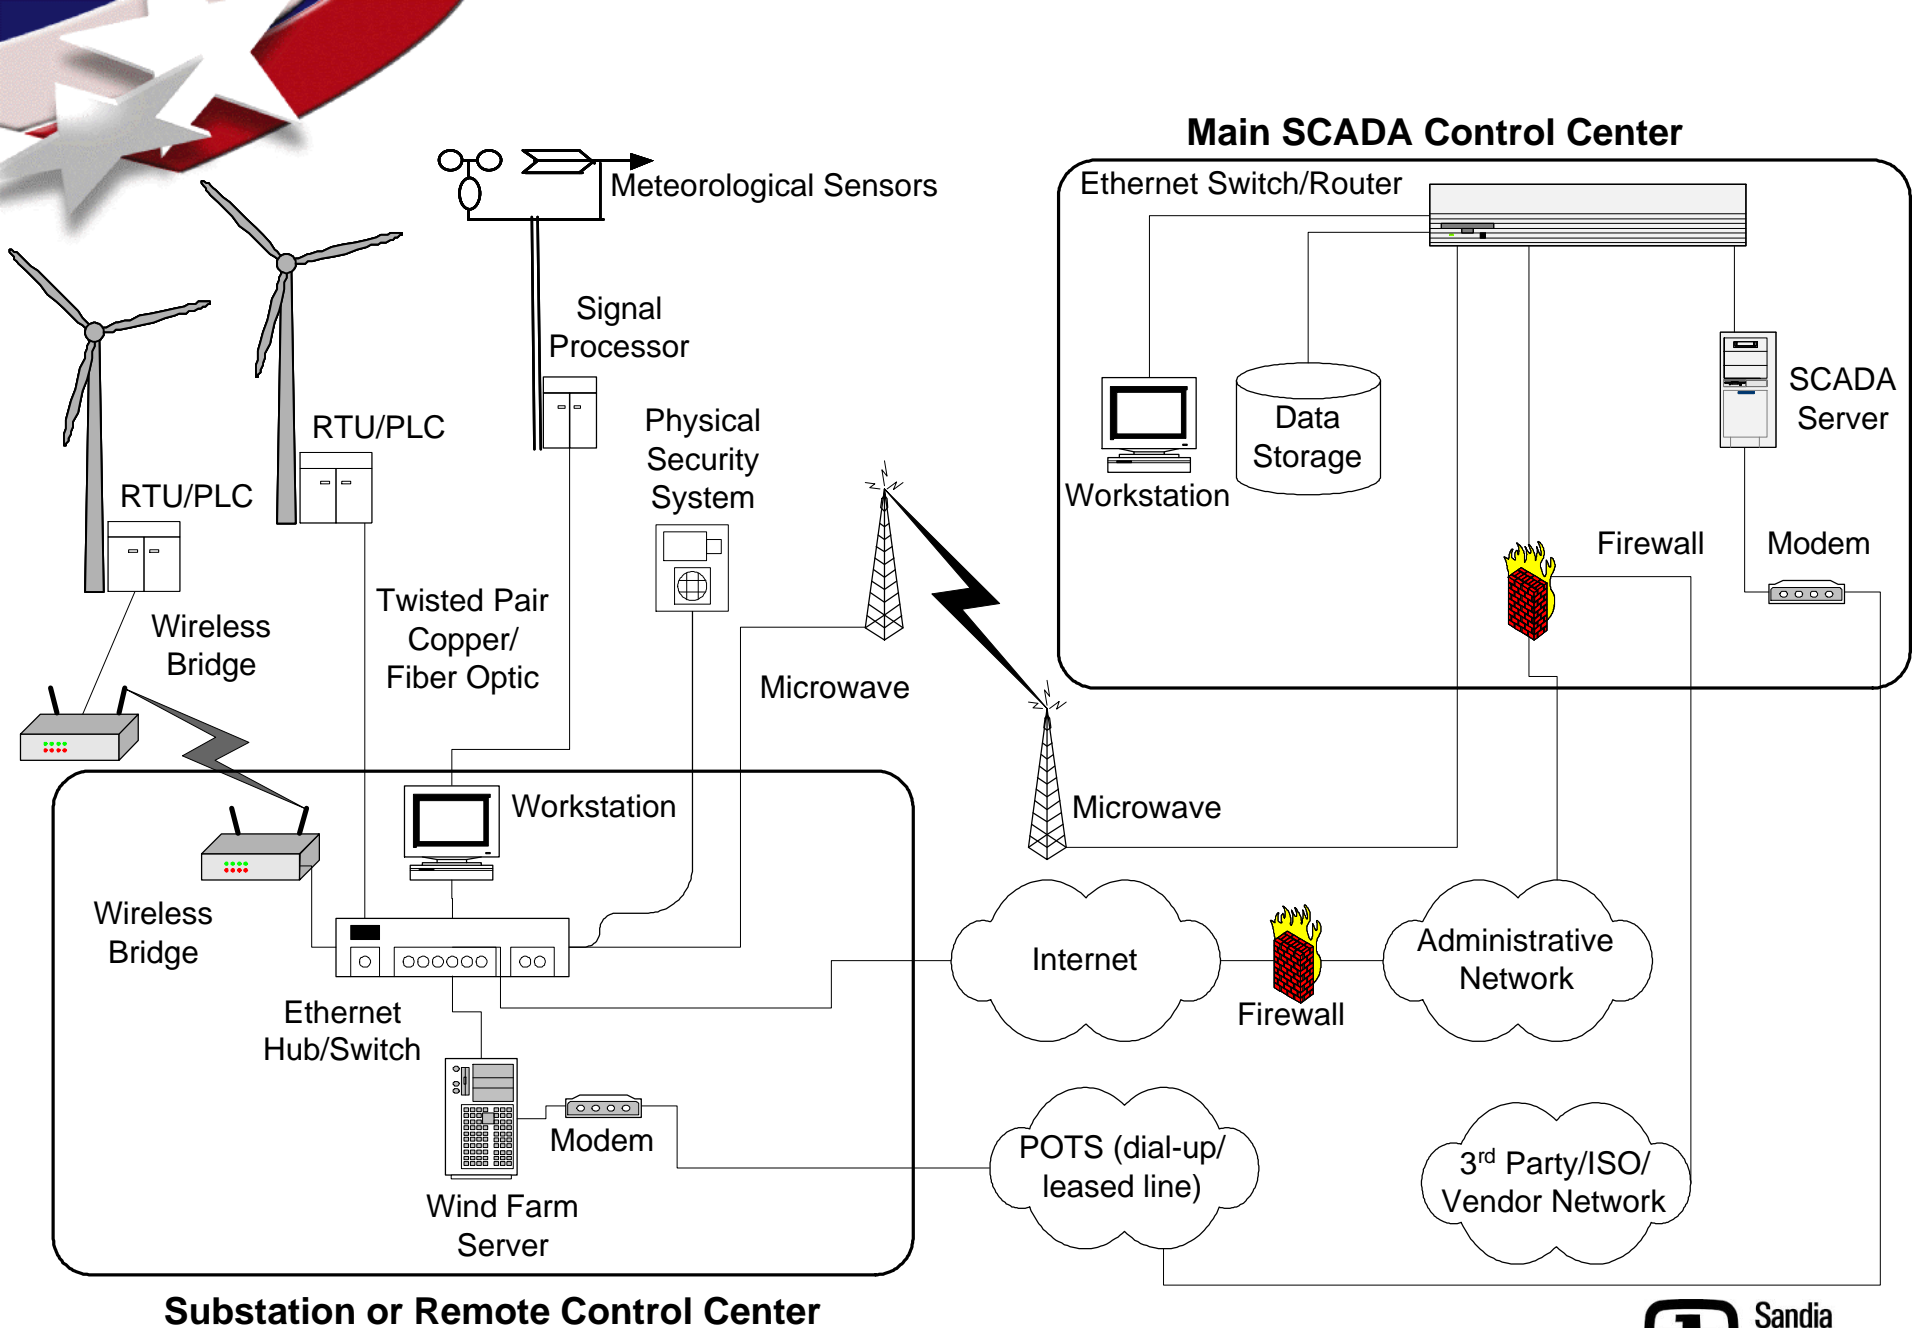 Main SCADA Control Center
Meteorological Sensors
Ethernet Switch/Router
Signal
Processor
SCADA
Server
Data
Storage
Physical
Security
System
RTU/PLC
RTU/PLC
Workstation
Firewall
Modem
Twisted Pair
Copper/
Fiber Optic
Wireless
Bridge
Microwave
Workstation
Microwave
Wireless
Bridge
Internet
Administrative
Network
Firewall
Ethernet
Hub/Switch
Modem
POTS (dial-up/
leased line)
3rd Party/ISO/
Vendor Network
Wind Farm
Server
Substation or Remote Control Center
Sandia